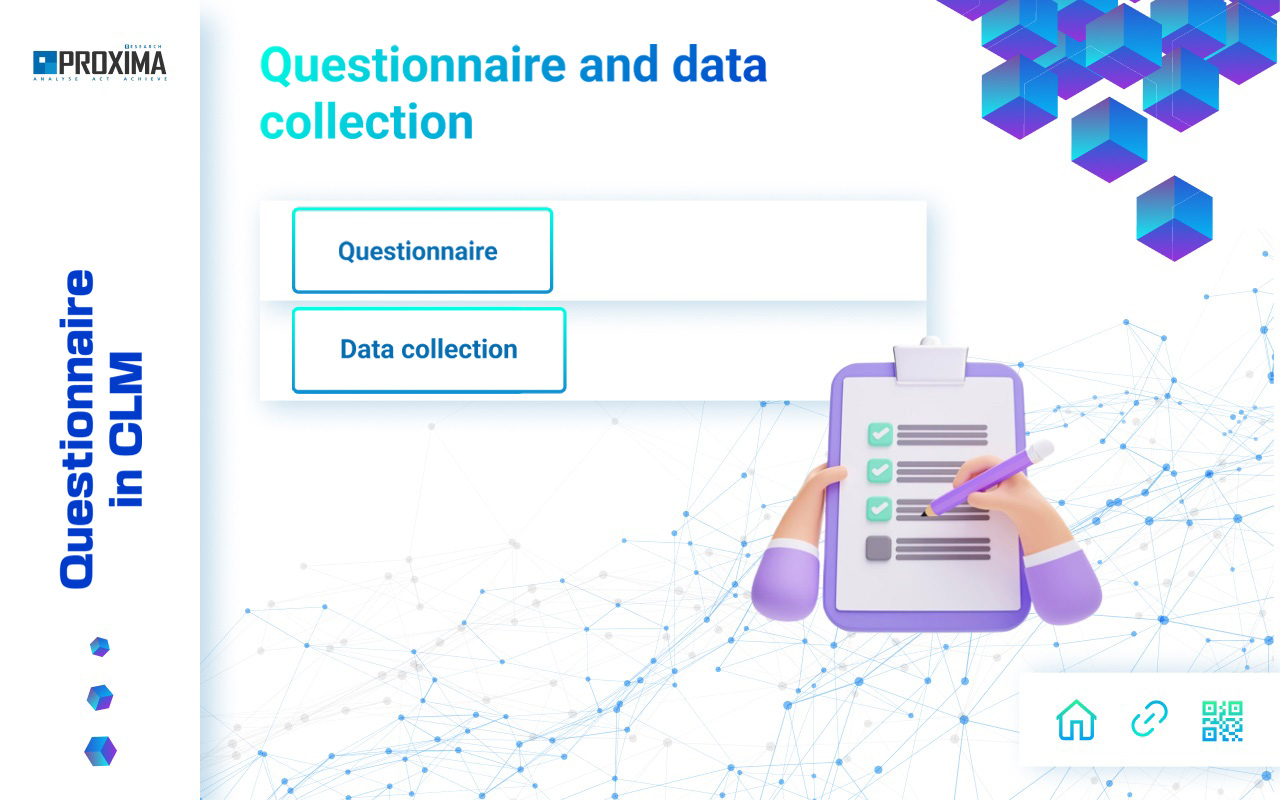 RESEARCH
PROXIMA
ANALYSE ACT ACHIEVE
Questionnaire
in CLM
Questionnaire and data
collection
Questionnaire
Data collection